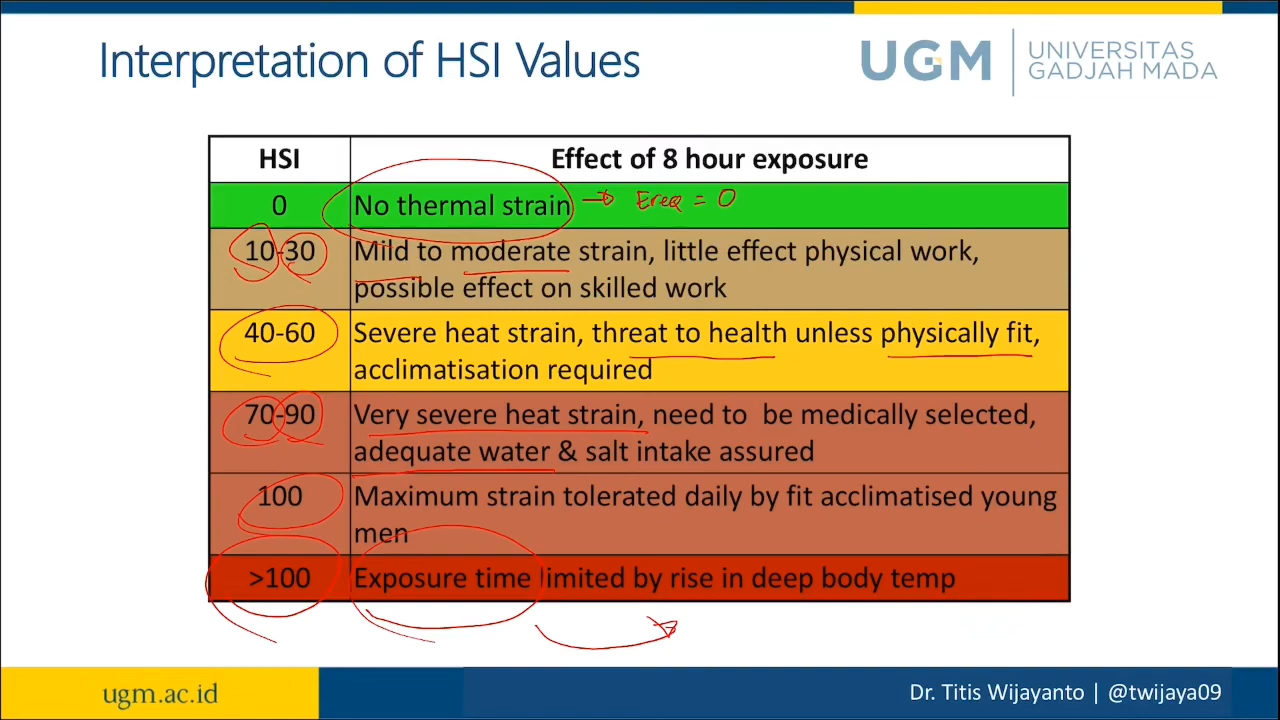 Interpretation of HSI Values
UGM
UNIVERSITAS
GADJAH MADA
HSI
Effect of 8 hour exposure
0
No thermal strain
→ Ereq = 0
10-30
Mild to moderate strain, little effect physical work,
possible effect on skilled work
40-60
Severe heat strain, threat to health unless physically fit,
acclimatisation required
70-90
Very severe heat strain, need to be medically selected,
adequate water & salt intake assured
100
Maximum strain tolerated daily by fit acclimatised young
men
>100
Exposure time limited by rise in deep body temp
ugm.ac.id
Dr. Titis Wijayanto | @twijaya09